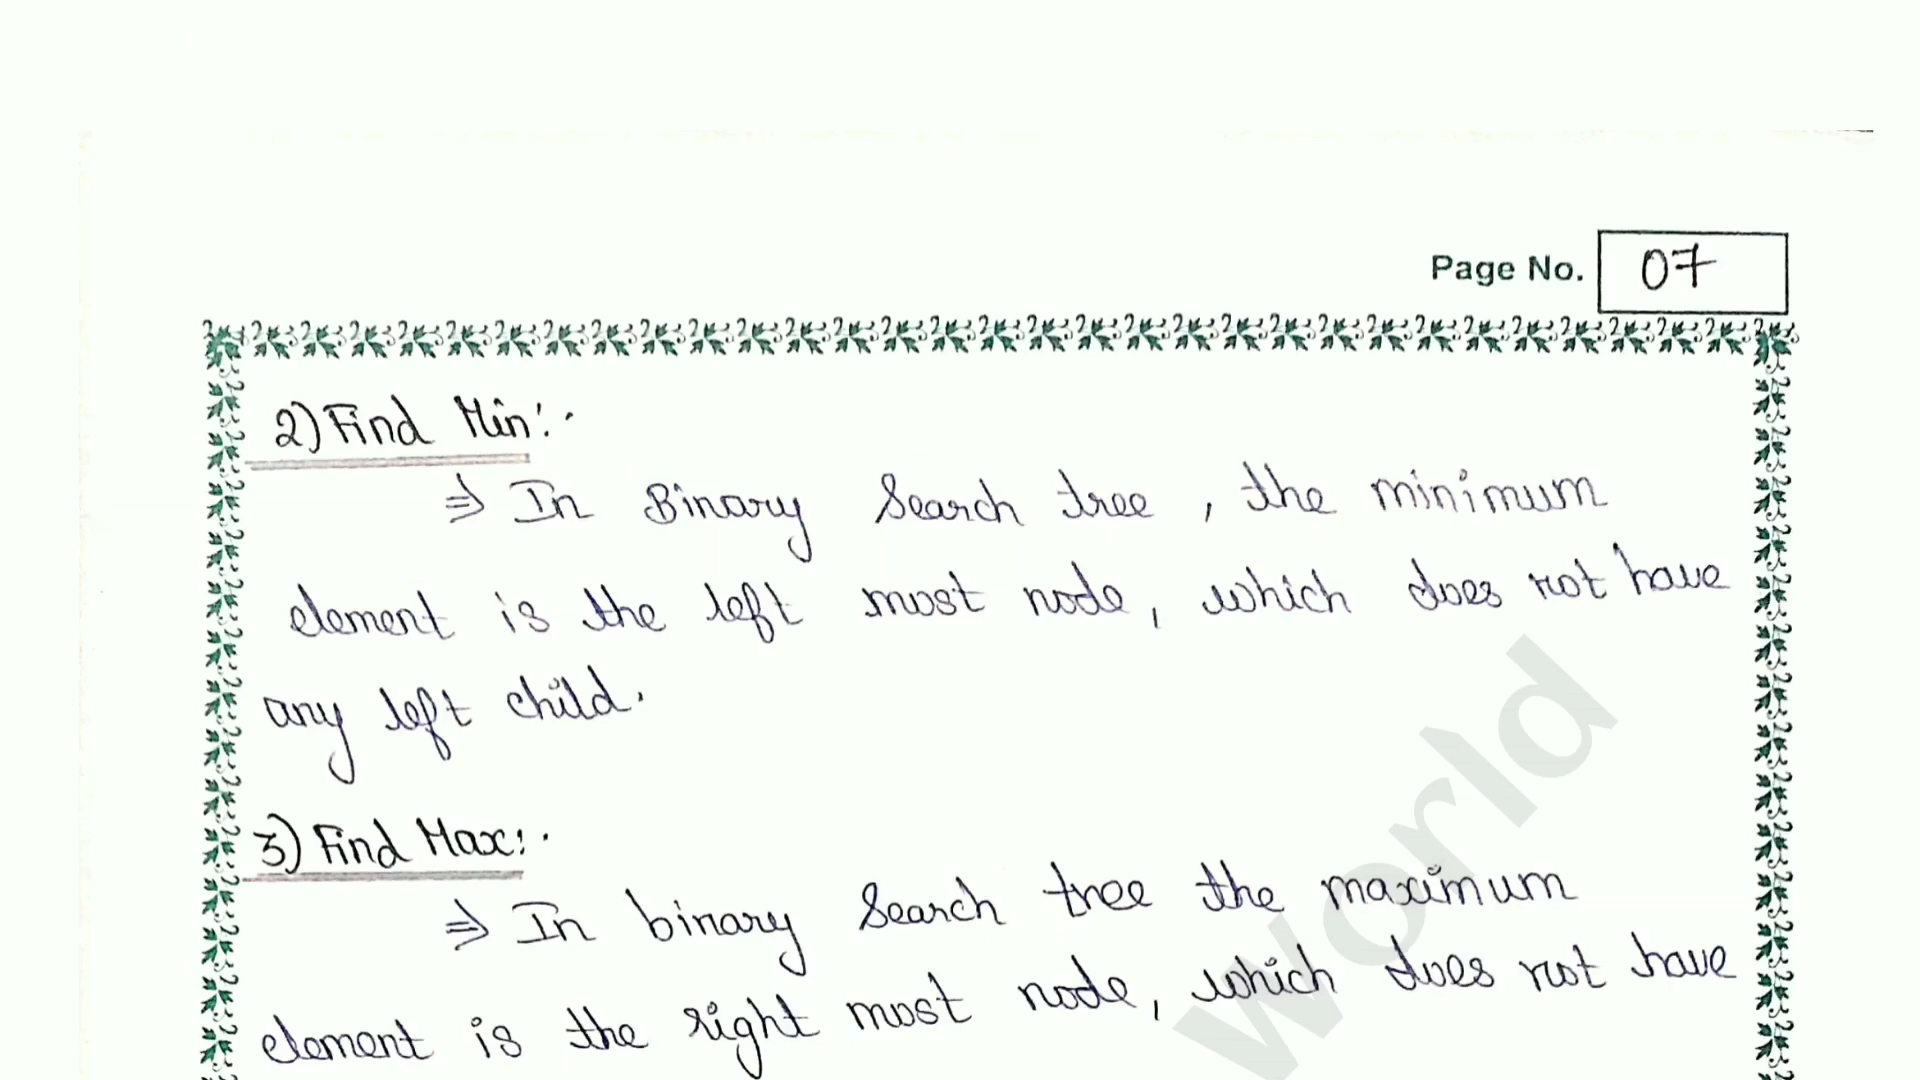 Page No. 07
2) Find Min:-
⇒ In Binary Search tree, the minimum
element is the left most node, which does not have
any left child.
3) Find Max:-
⇒ In binary Search tree the maximum
element is the right most node, which does not have
world